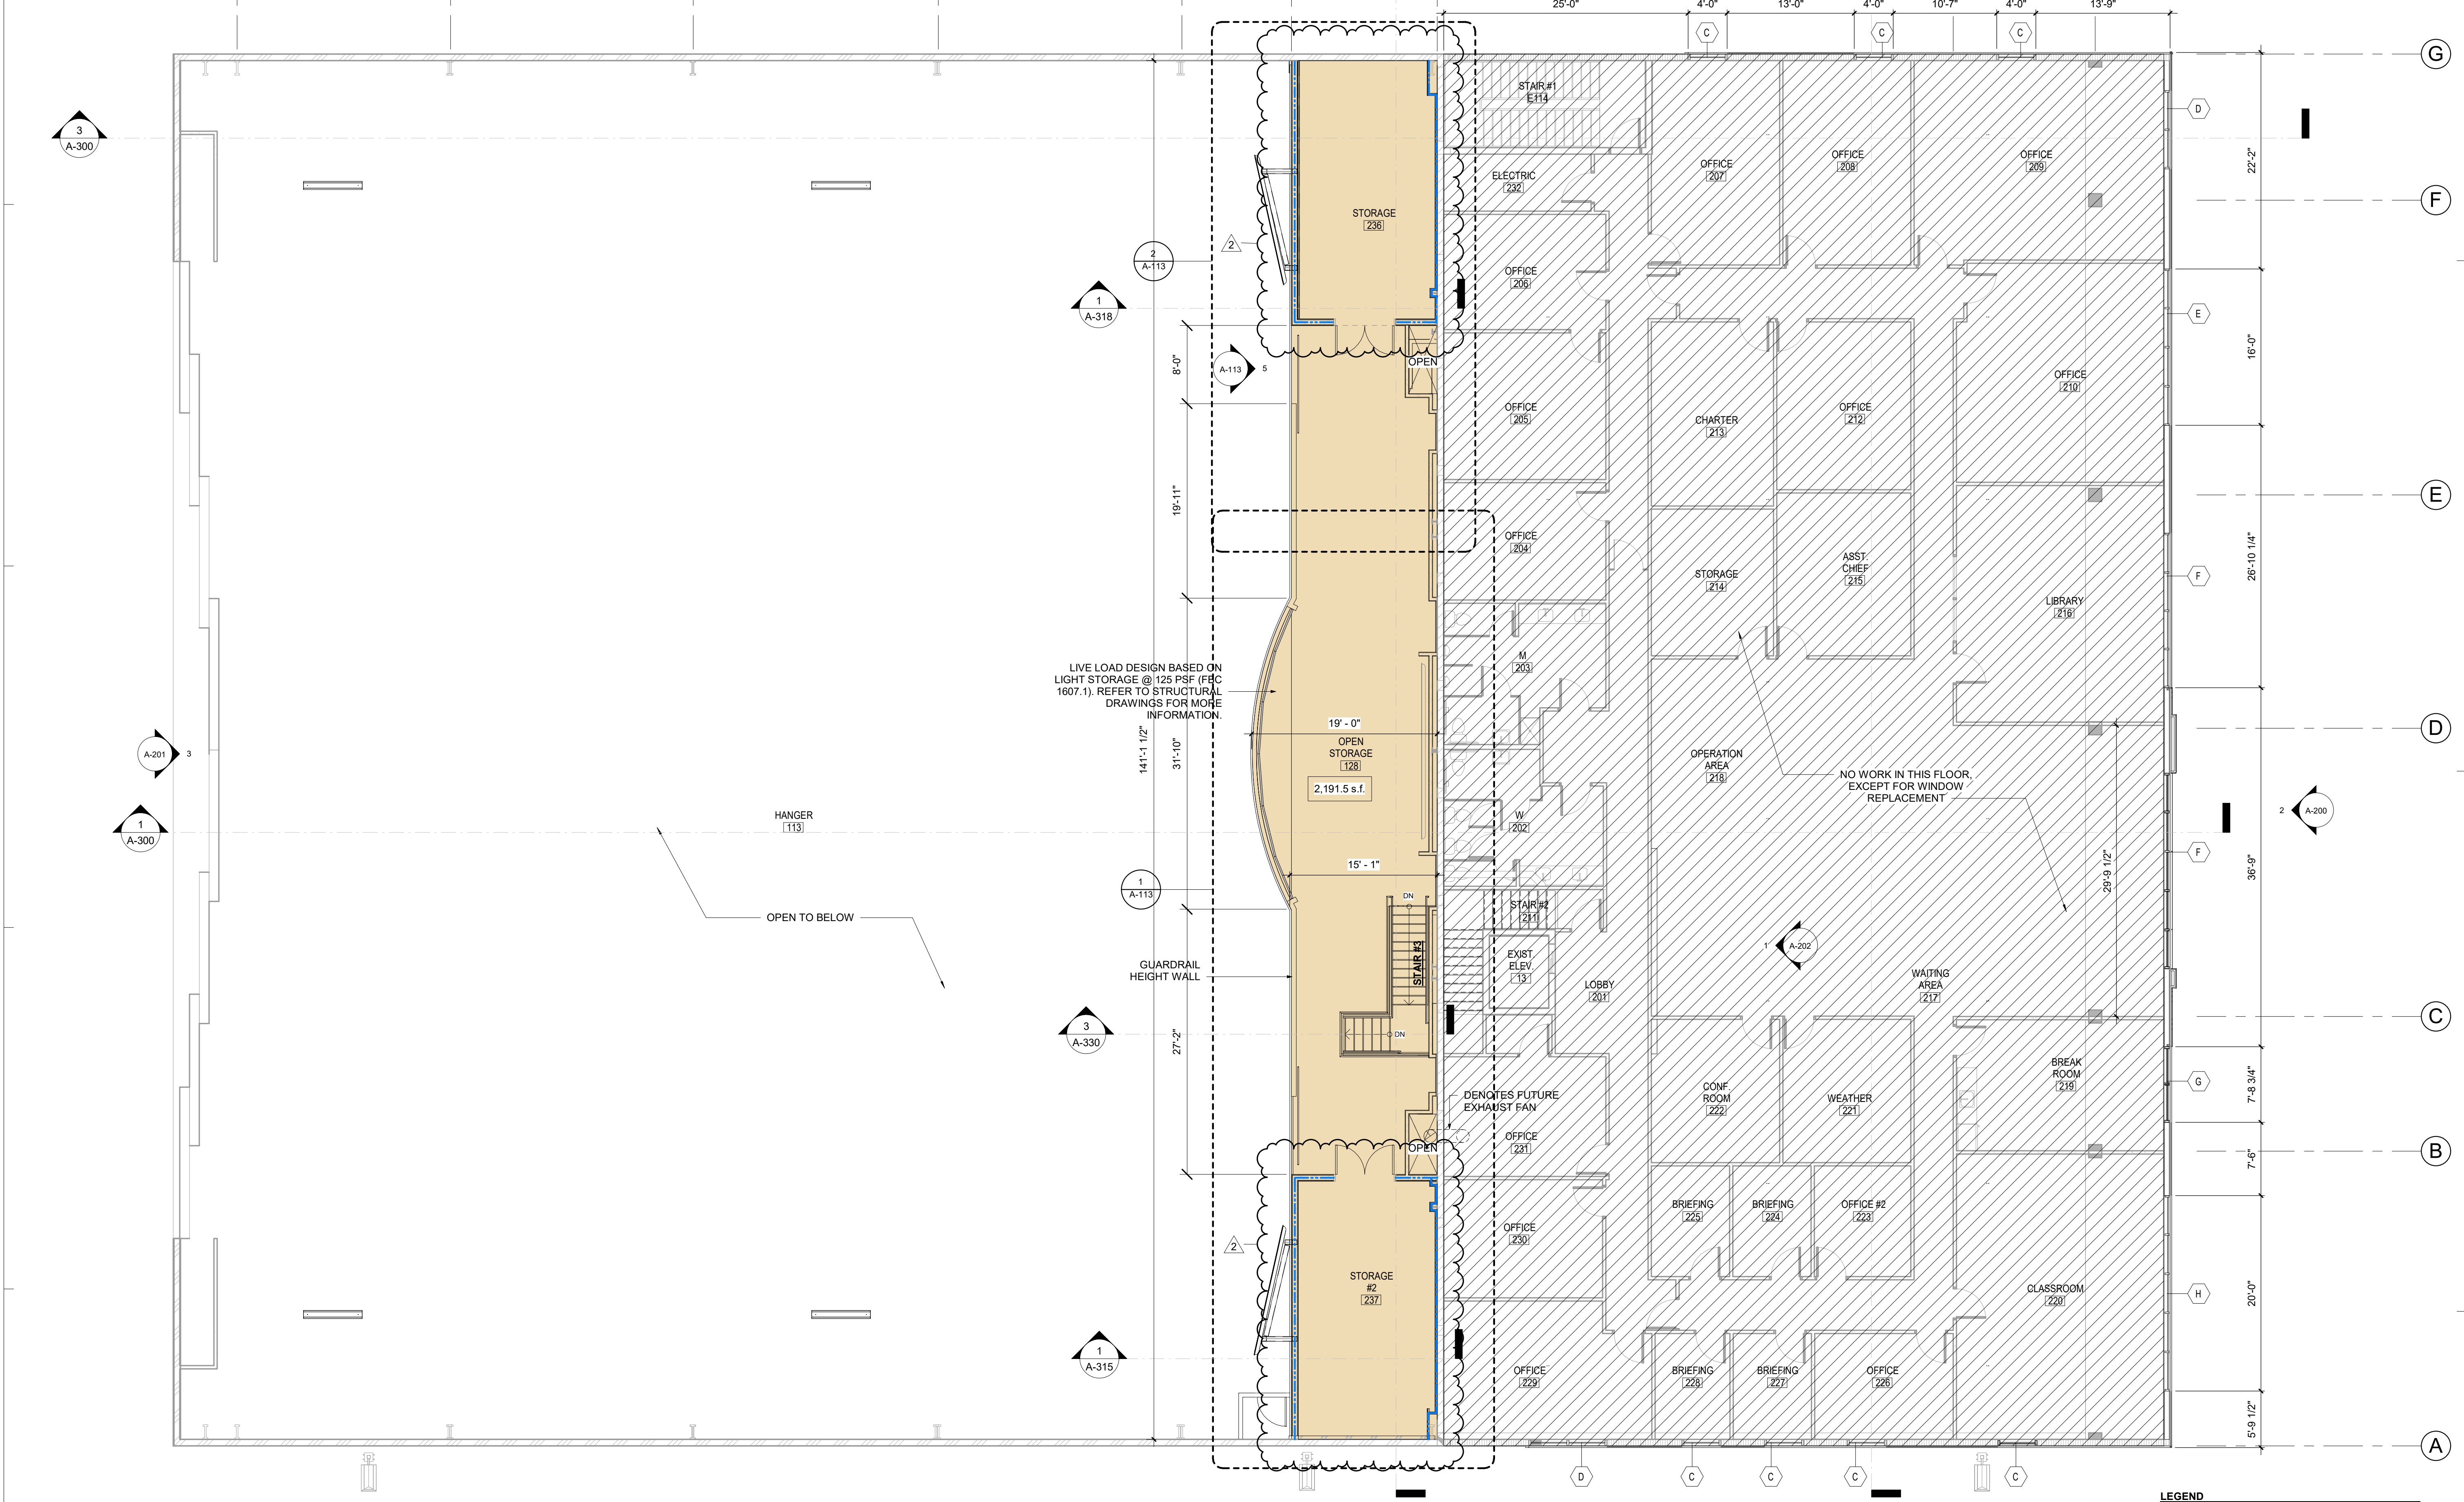 25'-0"
4'-0"
13'-0"
4'-0"
10'-7"
4'-0"
13'-9"
C
C
C
G
3
A-300
STAIR #1
E114
D
22'-2"
ELECTRIC
232
OFFICE
207
OFFICE
208
OFFICE
209
F
STORAGE
236
2
2
A-113
OFFICE
206
1
A-318
E
16'-0"
8'-0"
A-113
5
OPEN
OFFICE
205
CHARTER
213
OFFICE
212
OFFICE
210
19'-11"
E
OFFICE
204
STORAGE
214
ASST.
CHIEF
215
26'-10 1/4"
F
LIBRARY
216
LIVE LOAD DESIGN BASED ON
LIGHT STORAGE @ 125 PSF (FBC
1607.1). REFER TO STRUCTURAL
DRAWINGS FOR MORE
INFORMATION.
M
203
19' - 0"
D
A-201
3
141'-1 1/2"
31'-10"
OPEN
STORAGE
128
2,191.5 s.f.
OPERATION
AREA
218
NO WORK IN THIS FLOOR,
EXCEPT FOR WINDOW
REPLACEMENT
2
A-200
HANGER
113
1
A-300
W
202
15' - 1"
F
29'-9 1/2"
36'-9"
1
A-113
DN
OPEN TO BELOW
STAIR #2
211
STAIR #3
1
A-202
GUARDRAIL
HEIGHT WALL
EXIST.
ELEV.
13
LOBBY
201
WAITING
AREA
217
3
A-330
27'-2"
DN
C
DENOTES FUTURE
EXHAUST FAN
CONF.
ROOM
222
WEATHER
221
BREAK
ROOM
219
G
7'-8 3/4"
OFFICE
231
OPEN
B
7'-6"
BRIEFING
225
BRIEFING
224
OFFICE #2
223
OFFICE
230
2
STORAGE
#2
237
CLASSROOM
220
H
20'-0"
1
A-315
OFFICE
229
BRIEFING
228
BRIEFING
227
OFFICE
226
5'-9 1/2"
A
D
C
C
C
C
LEGEND